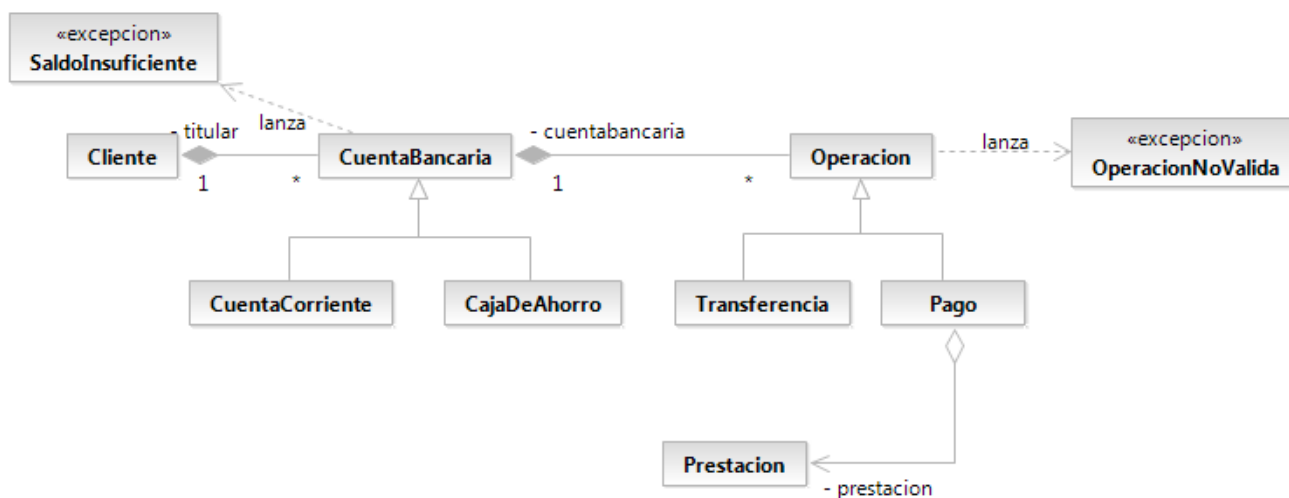 «excepcion»
SaldoInsuficiente
- titular
lanza
- cuentabancaria
lanza
«excepcion»
OperacionNoValida
Cliente
CuentaBancaria
Operacion
1
*
1
*
CuentaCorriente
CajaDeAhorro
Transferencia
Pago
Prestacion
- prestacion